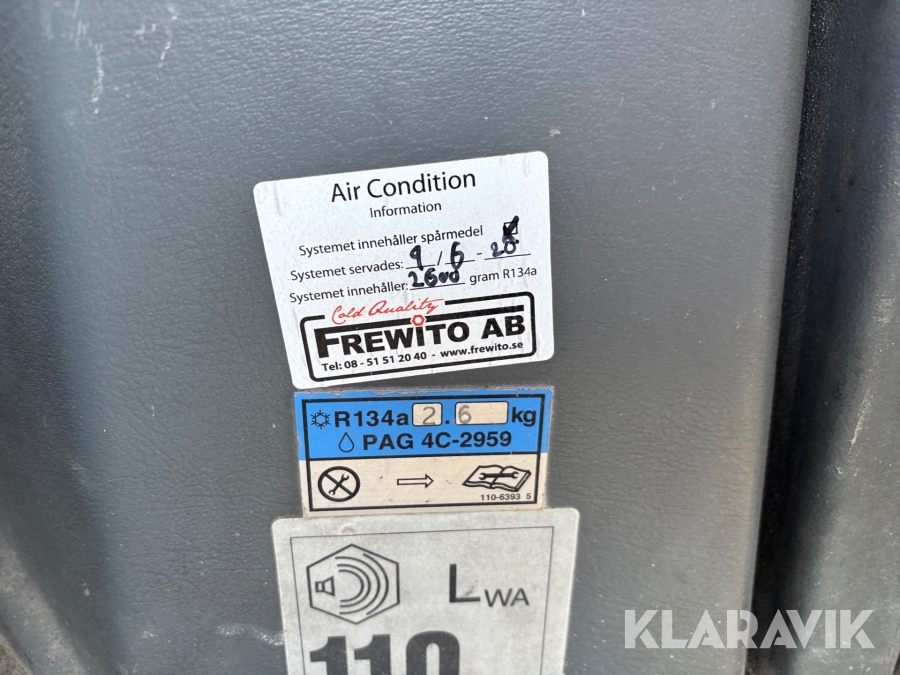 Air Condition
Information
Systemet innehåller spårmedel
Systemet servades: 9/6-20
Systemet innehåller: 2600 gram R134a
Cold Quality
FREWITO AB
Tel: 08 - 51 51 20 40 - www.frewito.se
R134a 2.6 kg
PAG 4C-2959
110-6393 5
LWA
110
KLARAVIK